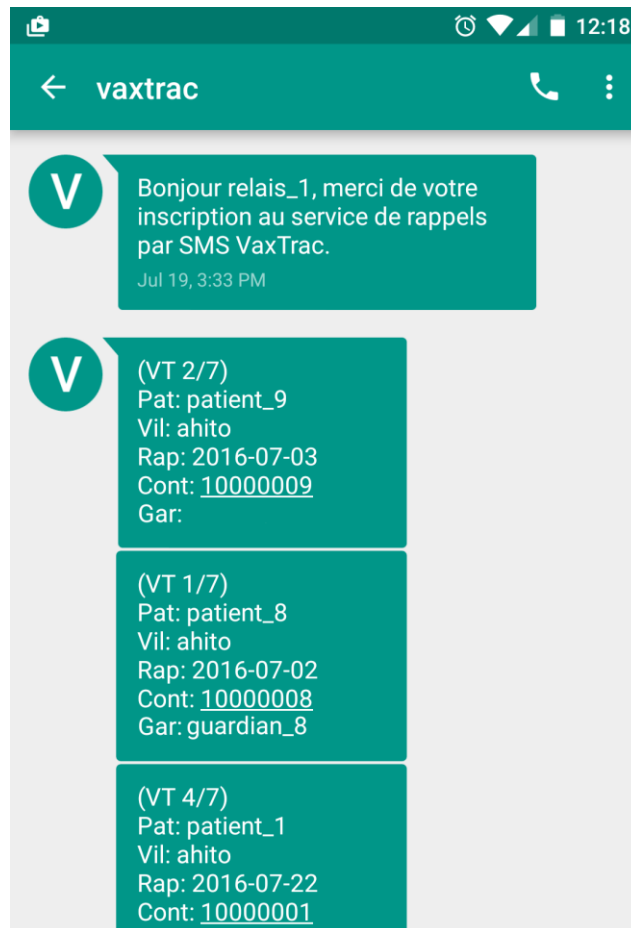 12:18
vaxtrac
V
Bonjour relais_1, merci de votre
inscription au service de rappels
par SMS VaxTrac.
Jul 19, 3:33 PM
V
(VT 2/7)
Pat: patient_9
Vil: ahito
Rap: 2016-07-03
Cont: 10000009
Gar:
(VT 1/7)
Pat: patient_8
Vil: ahito
Rap: 2016-07-02
Cont: 10000008
Gar: guardian_8
(VT 4/7)
Pat: patient_1
Vil: ahito
Rap: 2016-07-22
Cont: 10000001